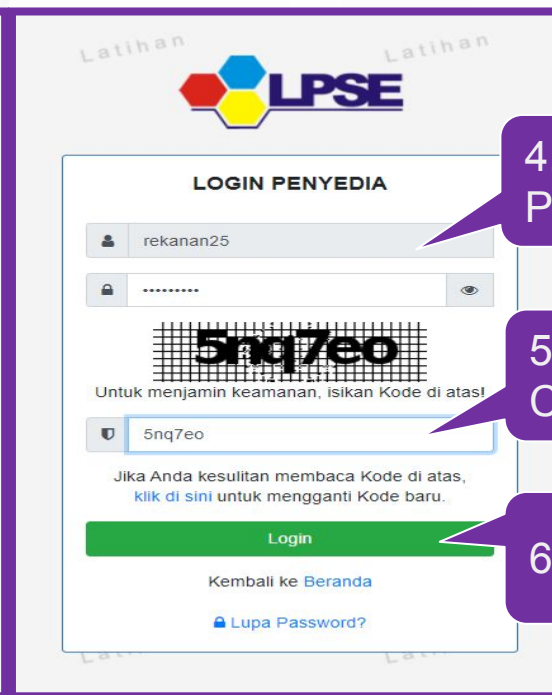 Latihan
Latihan
LPSE
LOGIN PENYEDIA
4
P
rekanan25
5nq7eo
5
Untuk menjamin keamanan, isikan Kode di atas!
5nq7eo
Jika Anda kesulitan membaca Kode di atas,
klik di sini untuk mengganti Kode baru.
Login
6
Kembali ke Beranda
Lupa Password?